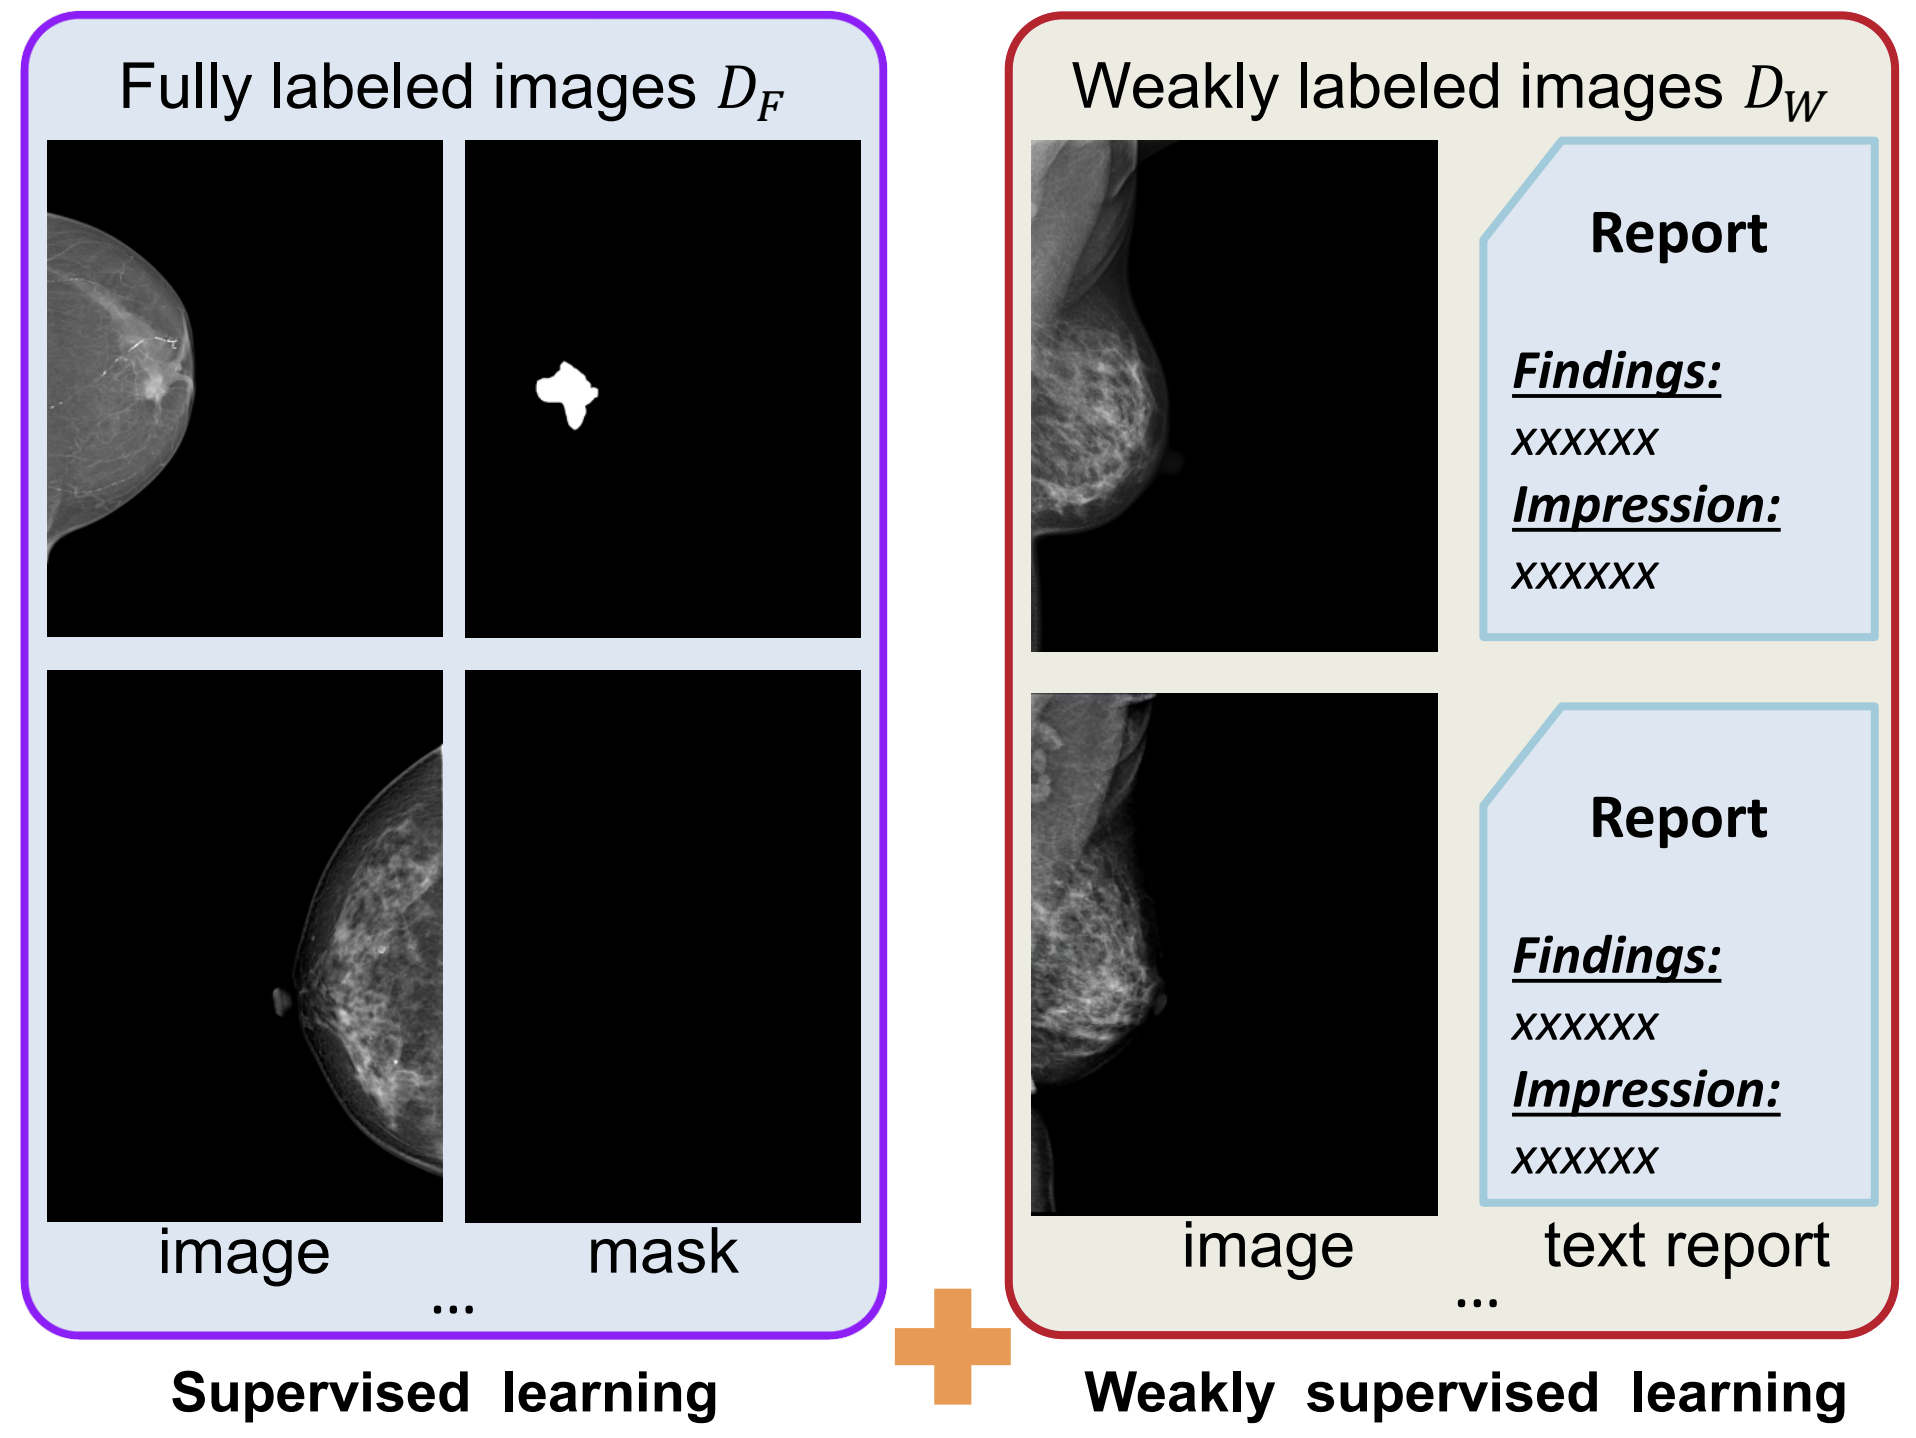 Fully labeled images D_F
image
mask
...
Supervised learning
Weakly labeled images D_W
Report
Findings:
xxxxxx
Impression:
xxxxxx
Report
Findings:
xxxxxx
Impression:
xxxxxx
image
text report
...
Weakly supervised learning